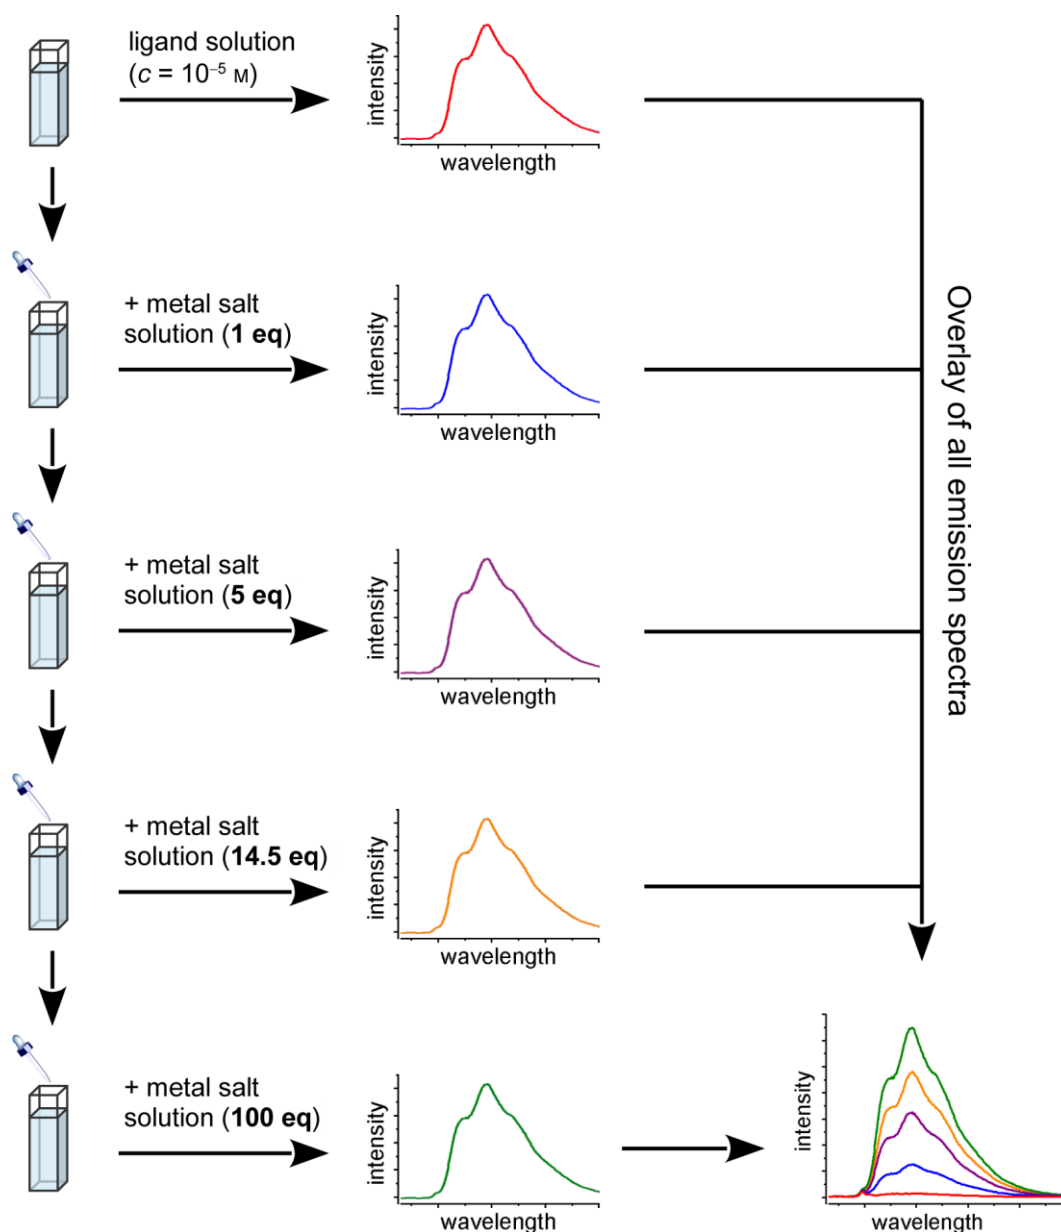 ligand solution
(c = 10⁻⁵ M)
intensity
wavelength
+ metal salt
solution (1 eq)
intensity
wavelength
+ metal salt
solution (5 eq)
intensity
wavelength
+ metal salt
solution (14.5 eq)
intensity
wavelength
+ metal salt
solution (100 eq)
intensity
wavelength
Overlay of all emission spectra
intensity
wavelength